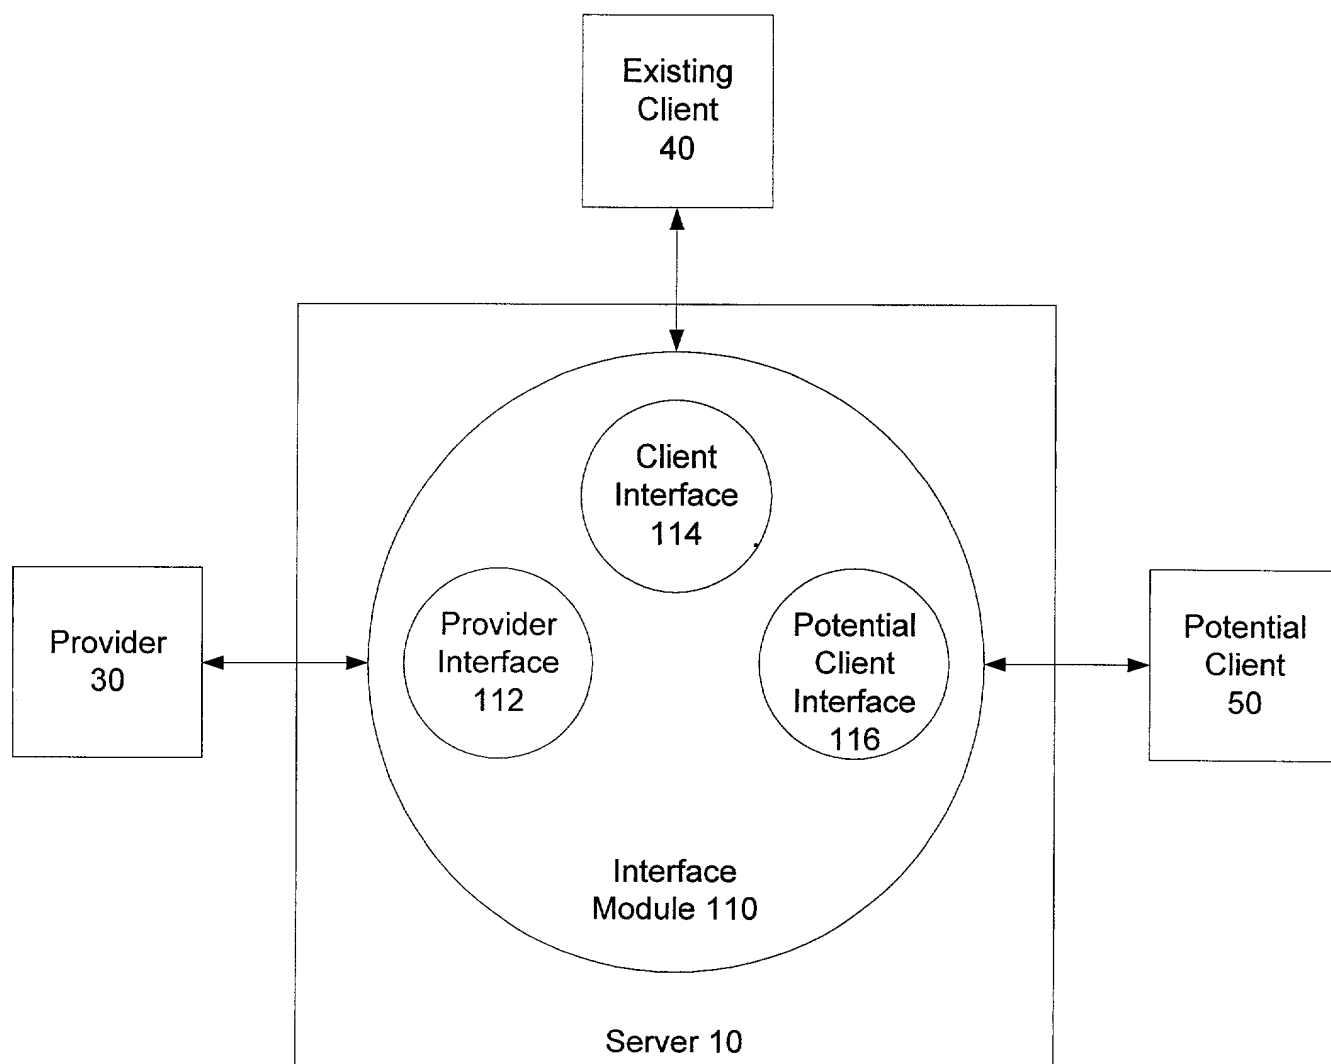 Existing
Client
40
Client
Interface
114
Provider
30
Provider
Interface
112
Potential
Client
Interface
116
Potential
Client
50
Interface
Module 110
Server 10